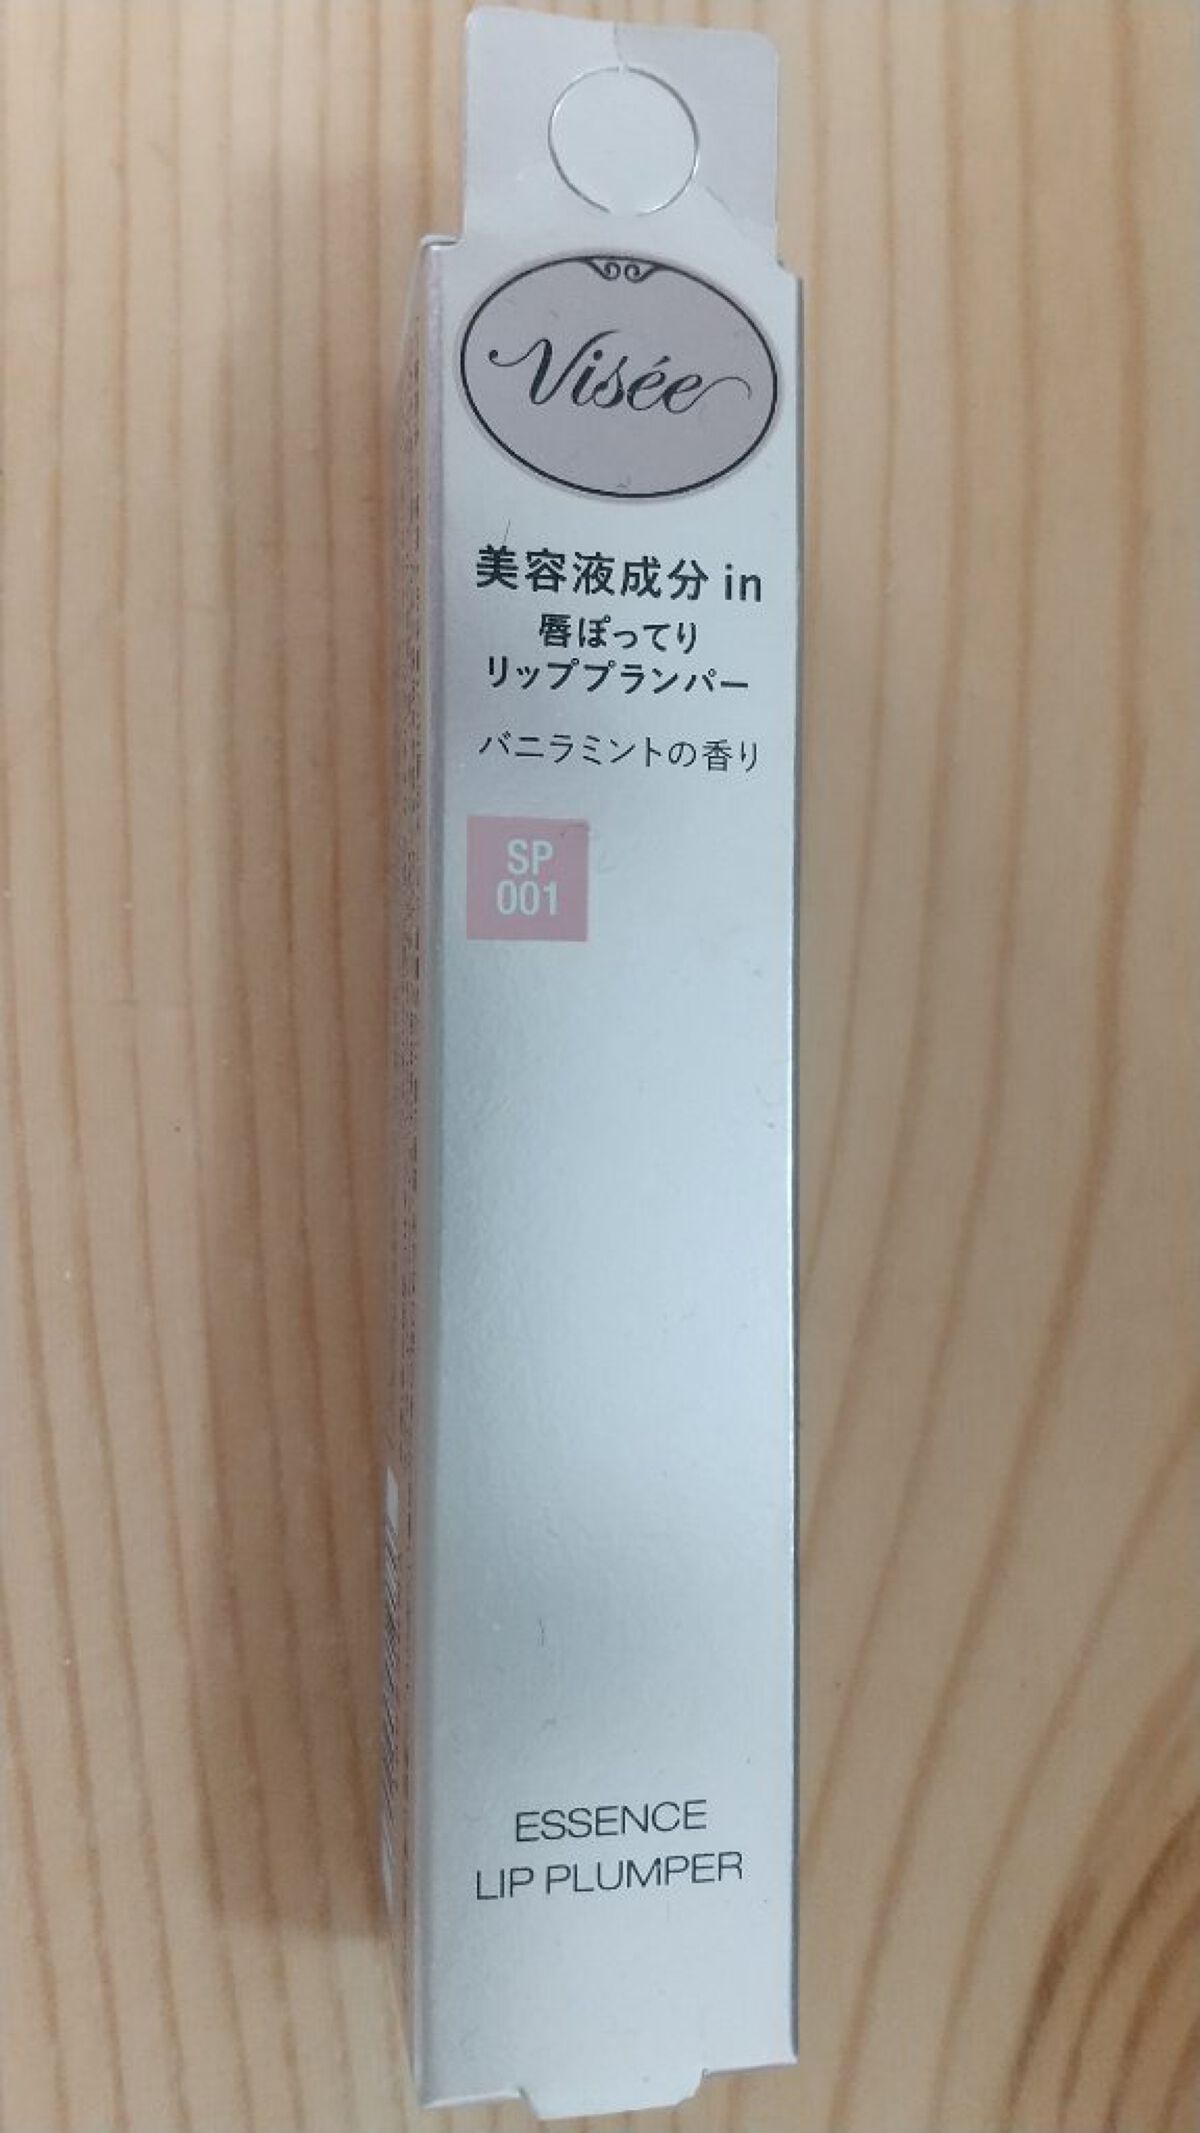 Visée
美容液成分 in
唇ぽってり
リッププランパー
バニラミントの香り
SP
001
ESSENCE
LIP PLUMPER